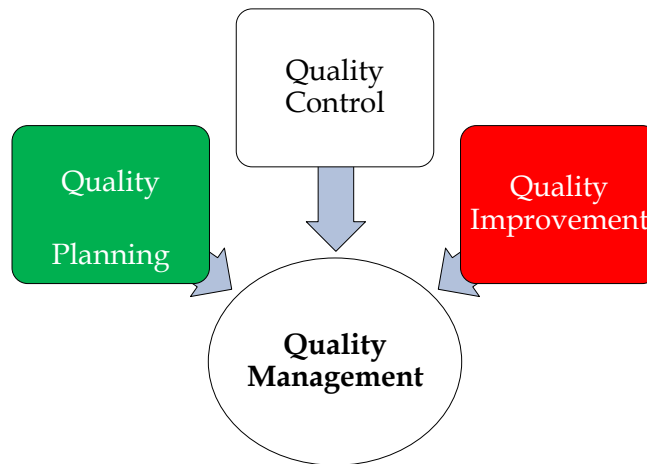 Quality
Control
Quality
Planning
Quality
Improvement
Quality
Management